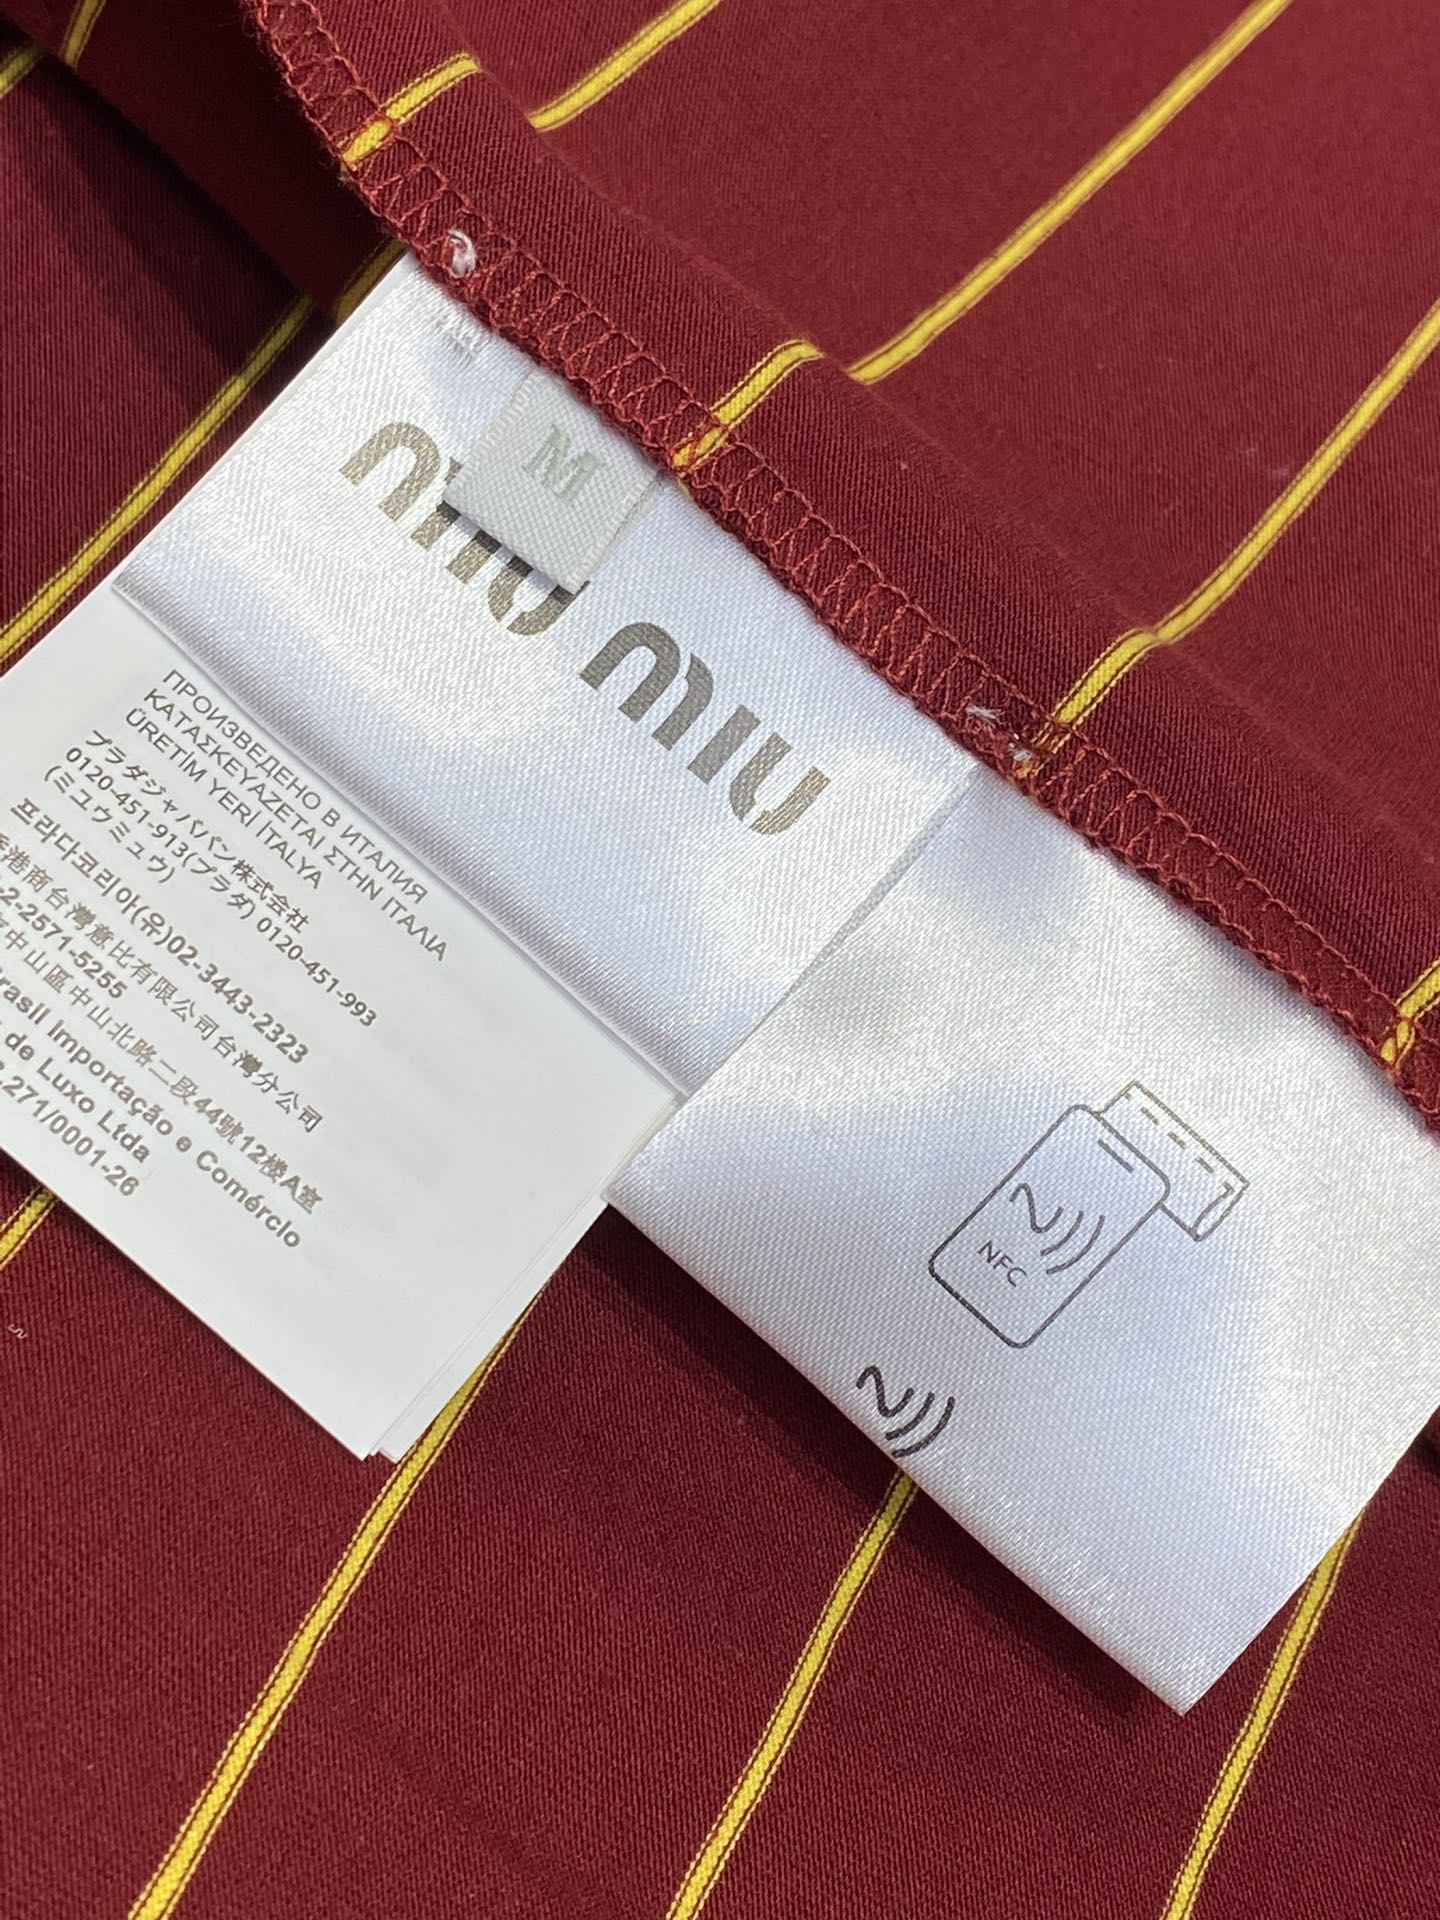 M
miu miu
ПРОИЗВЕДЕНО В ИТАЛИЯ
ΚΑΤΑΣΚΕΥΑΖΕΤΑΙ ΣΤΗΝ ΙΤΑΛΙΑ
ÜRETİM YERİ İTALYA
プラダジャパン株式会社
0120-451-913(プラダ) 0120-451-993
(ミュウミュウ)
프라다코리아(유)02-3443-2323
香港商台灣意比有限公司台灣分公司
-2-2571-5255
中山區中山北路二段44號12樓A室
rasil Importação e Comércio
de Luxo Ltda
.271/0001-26
NFC